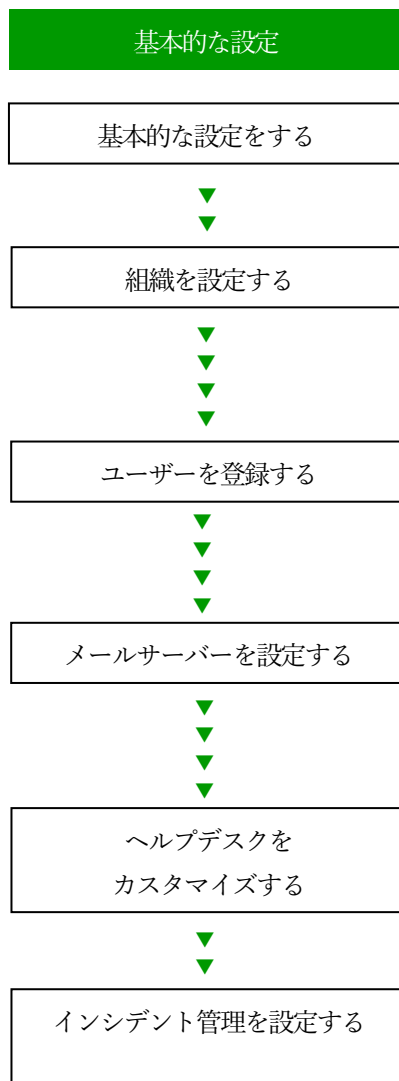 基本的な設定
基本的な設定をする
組織を設定する
ユーザーを登録する
メールサーバーを設定する
ヘルプデスクを
カスタマイズする
インシデント管理を設定する